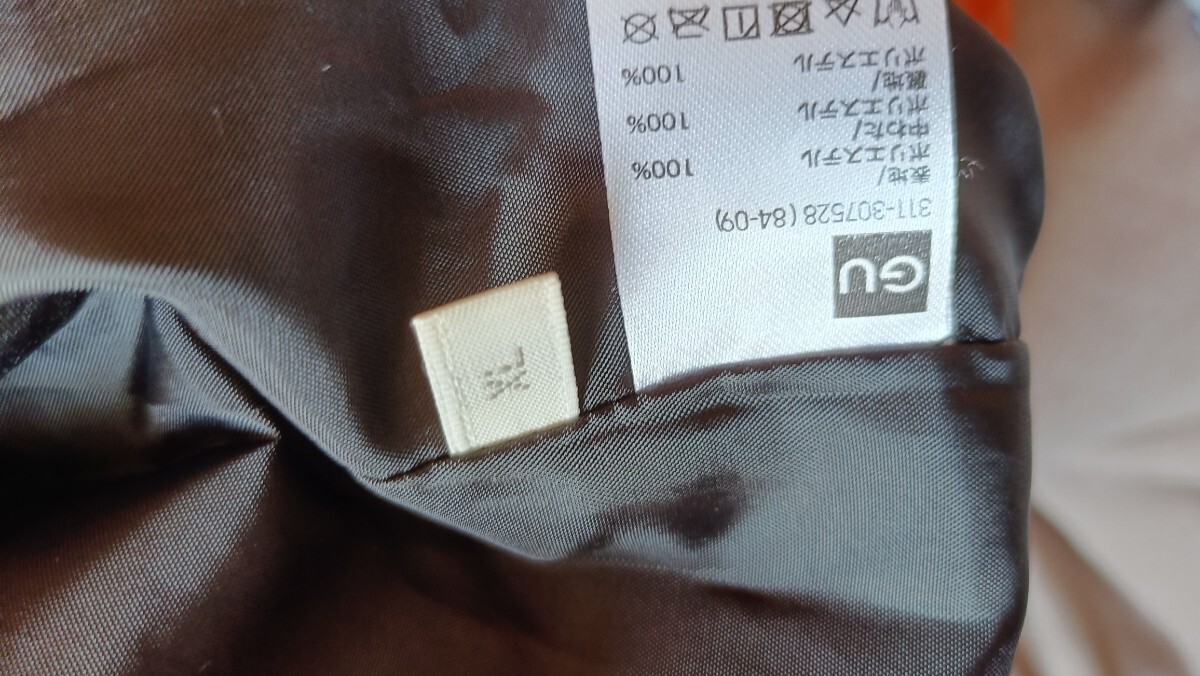 GU
311-307528 (84-09)
表地/
ポリエステル 100%
中わた/
ポリエステル 100%
裏地/
ポリエステル 100%
XL